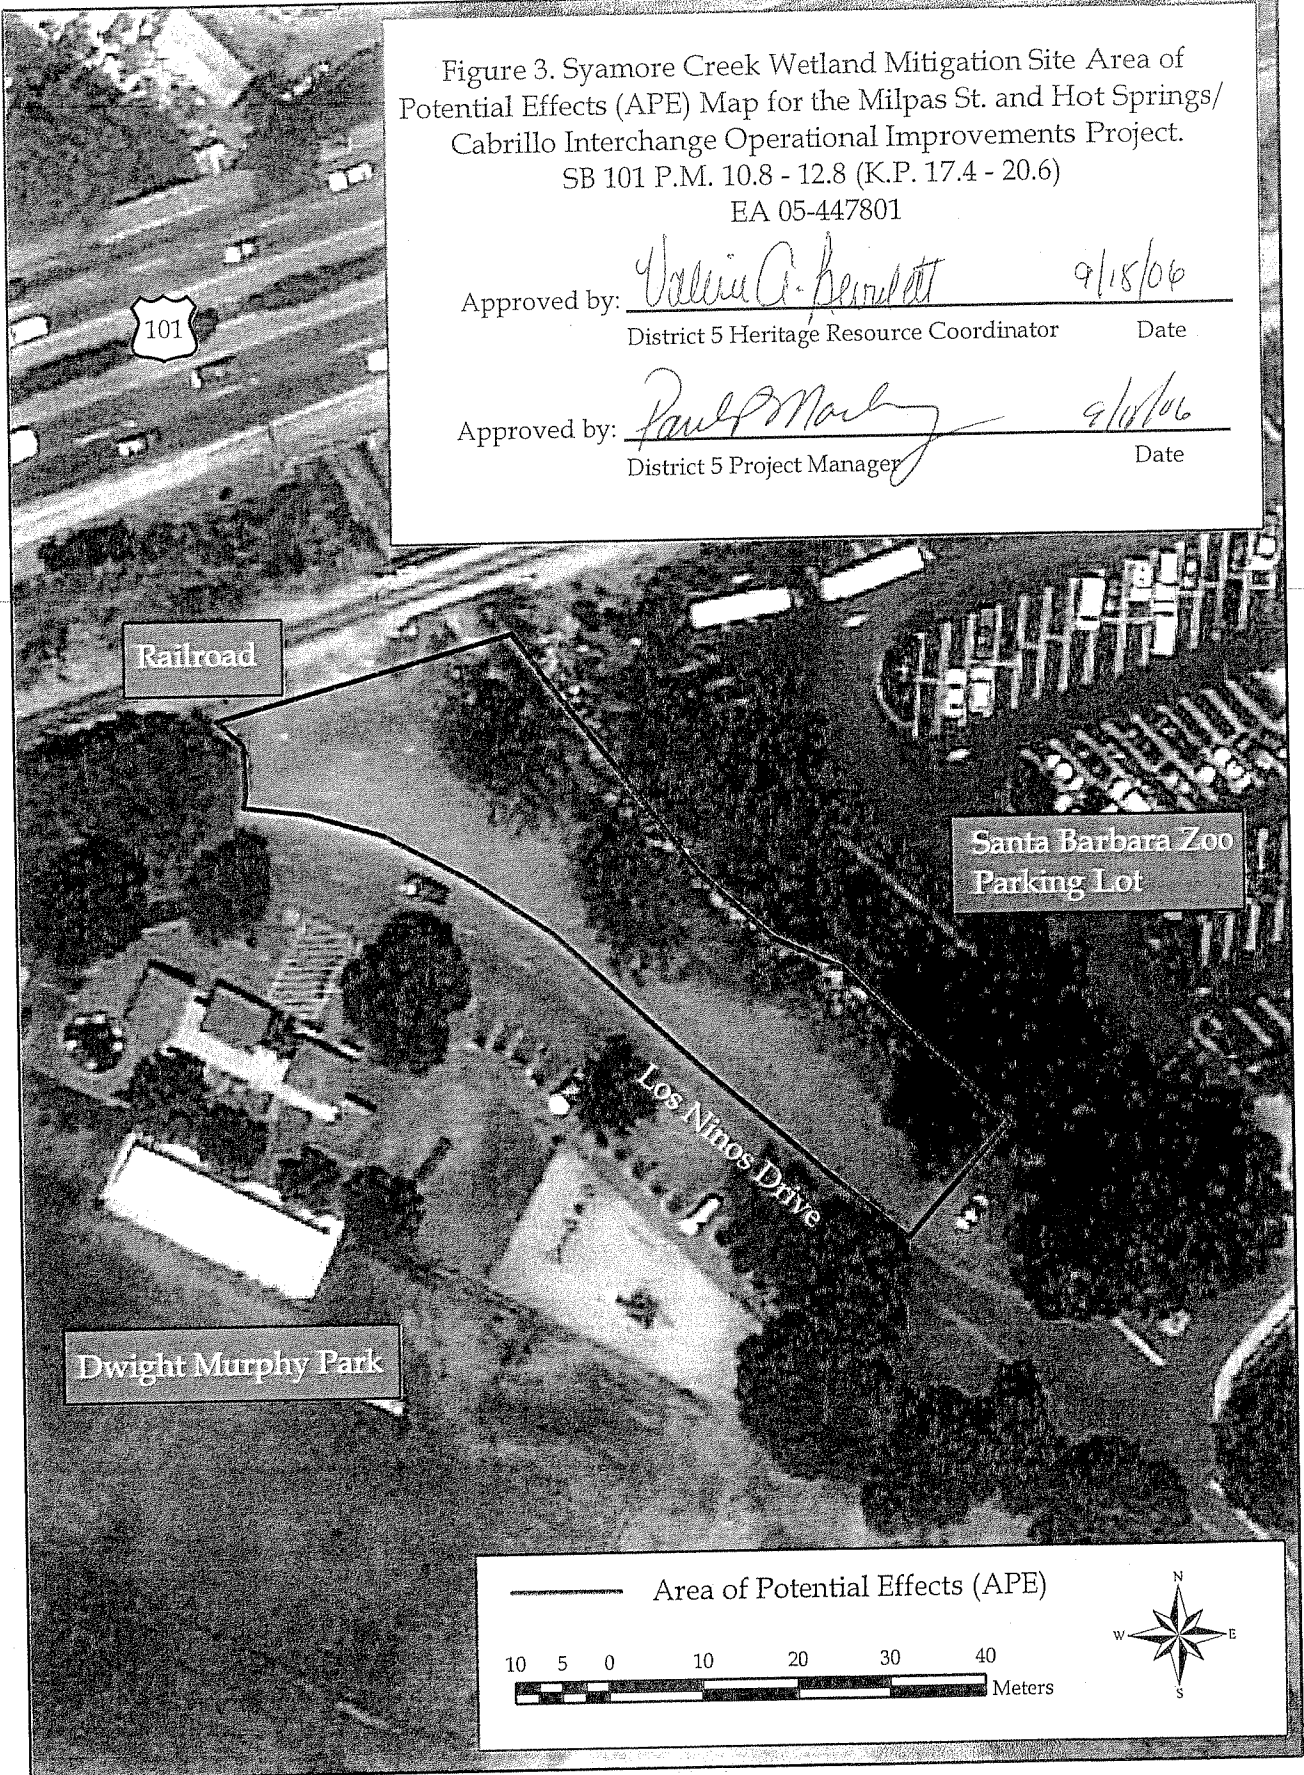 Figure 3. Syamore Creek Wetland Mitigation Site Area of
Potential Effects (APE) Map for the Milpas St. and Hot Springs/
Cabrillo Interchange Operational Improvements Project.
SB 101 P.M. 10.8 - 12.8 (K.P. 17.4 - 20.6)
EA 05-447801
Approved by: Valerie A. 9/18/06
District 5 Heritage Resource Coordinator Date
Approved by: Paul
District 5 Project Manager Date
101
Railroad
Santa Barbara Zoo
Parking Lot
Los Ninos Drive
Dwight Murphy Park
Area of Potential Effects (APE)
N
W E
S
10 5 0 10 20 30 40
Meters